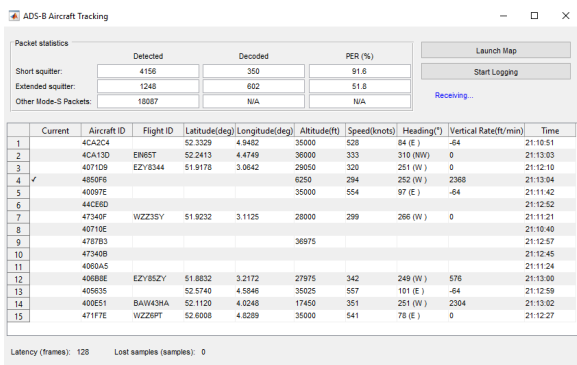 ADS-B Aircraft Tracking
Packet statistics
Detected Decoded PER (%)
Short squitter: 4156 350 91.6
Extended squitter: 1248 602 51.8
Other Mode-S Packets: 18087 N/A N/A
Launch Map
Start Logging
Receiving...
Current Aircraft ID Flight ID Latitude(deg) Longitude(deg) Altitude(ft) Speed(knots) Heading(°) Vertical Rate(ft/min) Time
1 4CA2C4 52.3329 4.9482 35000 528 84 (E ) -64 21:10:51
2 4CA13D EIN65T 52.2413 4.4749 36000 333 310 (NW) 0 21:13:03
3 4071D9 EZY8344 51.9178 3.0642 29050 320 251 (W ) 0 21:12:10
4 ✓ 4850F6 6250 294 252 (W ) 2368 21:13:04
5 40097E 35000 554 97 (E ) -64 21:11:42
6 44CE6D 21:12:52
7 47340F WZZ3SY 51.9232 3.1125 28000 299 266 (W ) 0 21:11:21
8 40710E 21:10:40
9 4787B3 36975 21:12:57
10 47340B 21:12:45
11 4060A5 21:11:24
12 406B8E EZY85ZY 51.8832 3.2172 27975 342 249 (W ) 576 21:13:00
13 405635 52.5740 4.5846 35025 557 101 (E ) -64 21:12:59
14 400E51 BAW43HA 52.1120 4.0248 17450 351 251 (W ) 2304 21:13:02
15 471F7E WZZ6PT 52.6008 4.8289 35000 541 78 (E ) 0 21:12:27
Latency (frames): 128 Lost samples (samples): 0